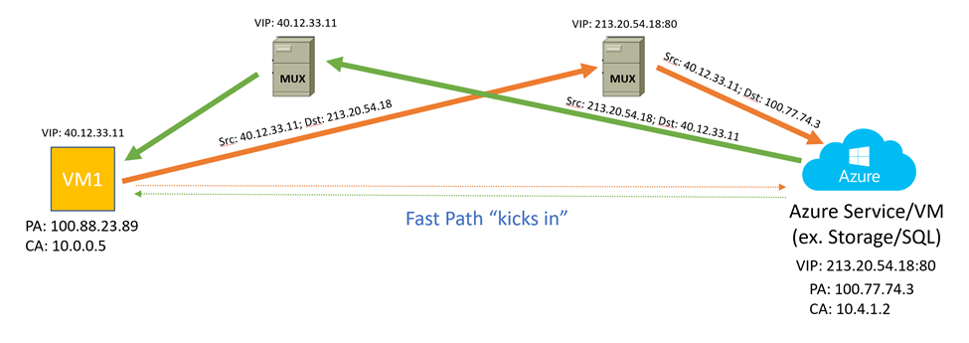 VIP: 40.12.33.11
VIP: 213.20.54.18:80
MUX
MUX
Src: 40.12.33.11; Dst: 100.77.74.3
Src: 40.12.33.11; Dst: 213.20.54.18
Src: 213.20.54.18; Dst: 40.12.33.11
VIP: 40.12.33.11
VM1
Azure
Fast Path “kicks in”
PA: 100.88.23.89
CA: 10.0.0.5
Azure Service/VM
(ex. Storage/SQL)
VIP: 213.20.54.18:80
PA: 100.77.74.3
CA: 10.4.1.2